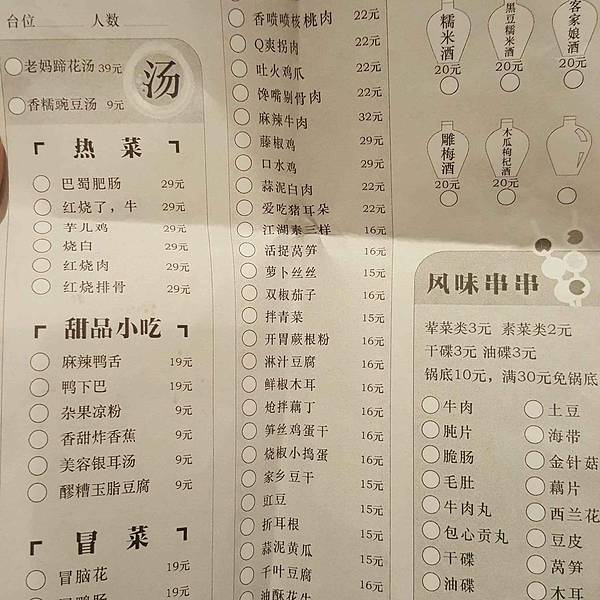 台位 人数
老妈蹄花汤 39元
香糯豌豆汤 9元
汤
热 菜
巴蜀肥肠 29元
红烧了，牛 29元
芋儿鸡 29元
烧白 29元
红烧肉 29元
红烧排骨 29元
甜品小吃
麻辣鸭舌 19元
鸭下巴 19元
杂果凉粉 9元
香甜炸香蕉 9元
美容银耳汤 9元
醪糟玉脂豆腐 9元
冒 菜
冒脑花 19元
19元
香喷喷核桃肉 22元
Q爽拐肉 22元
吐火鸡爪 22元
馋嘴剔骨肉 22元
麻辣牛肉 32元
藤椒鸡 29元
口水鸡 29元
蒜泥白肉 22元
爱吃猪耳朵 22元
江湖素三样 16元
活捉莴笋 16元
萝卜丝丝 15元
双椒茄子 16元
拌青菜 15元
开胃蕨根粉 16元
淋汁豆腐 16元
鲜椒木耳 16元
炝拌藕丁 16元
笋丝鸡蛋干 16元
烧椒小捣蛋 16元
家乡豆干 15元
豇豆 15元
折耳根 15元
蒜泥黄瓜 15元
千叶豆腐 16元
油酥花生 16元
糯米酒 20元
黑豆糯米酒 20元
客家娘酒 20元
雕梅酒 20元
木瓜枸杞酒 20元
风味串串
荤菜类3元 素菜类2元
干碟3元 油碟3元
锅底10元，满30元免锅底
牛肉
肫片
脆肠
毛肚
牛肉丸
包心贡丸
干碟
油碟
土豆
海带
金针菇
藕片
西兰花
豆皮
莴笋
木耳